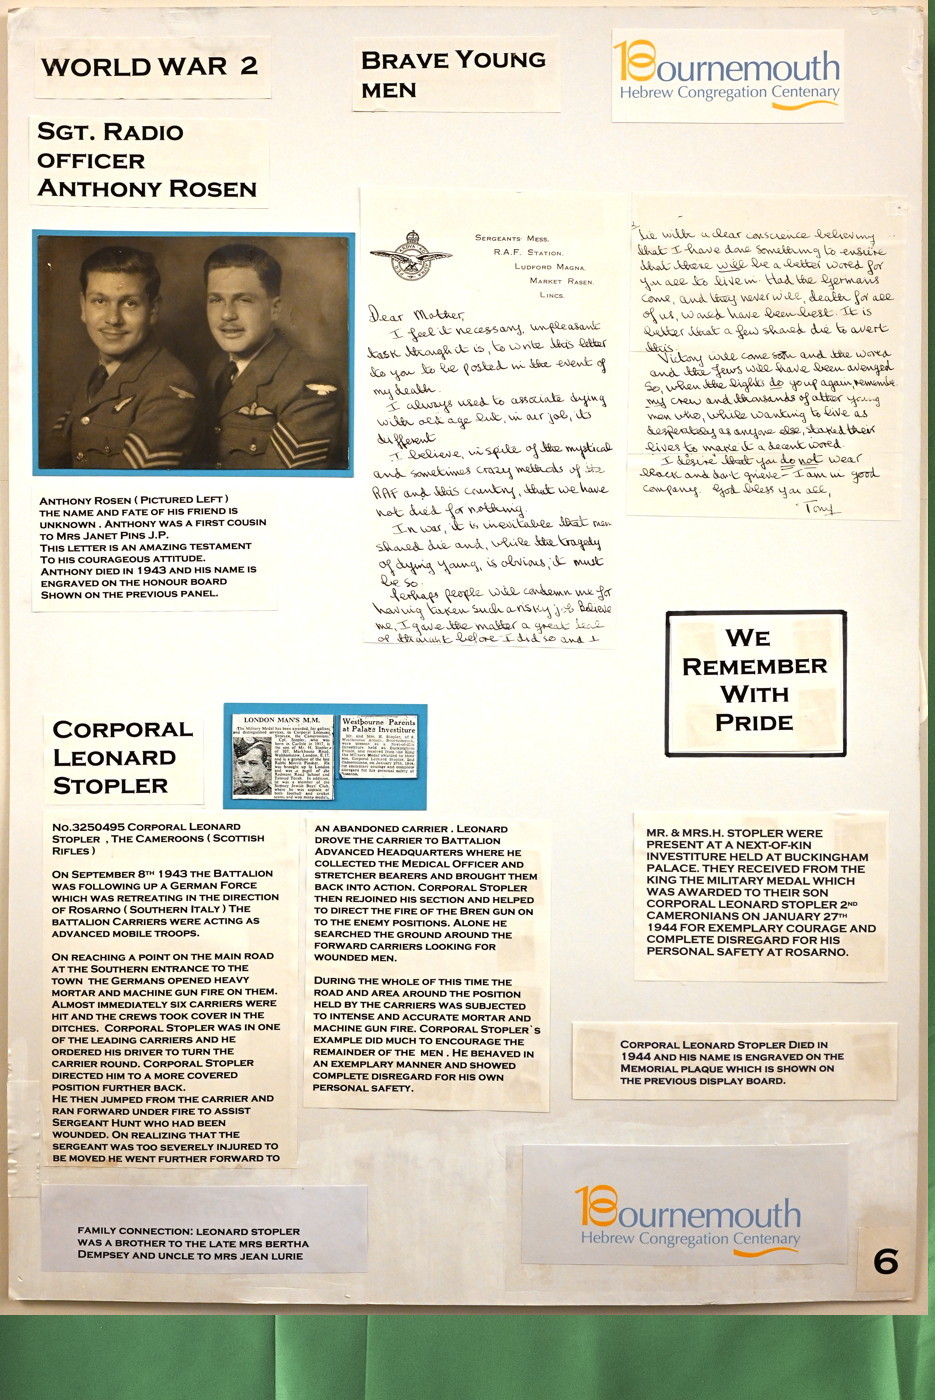 WORLD WAR 2
BRAVE YOUNG
MEN
100 Bournemouth
Hebrew Congregation Centenary
SGT. RADIO
OFFICER
ANTHONY ROSEN
ANTHONY ROSEN ( PICTURED LEFT )
THE NAME AND FATE OF HIS FRIEND IS
UNKNOWN . ANTHONY WAS A FIRST COUSIN
TO MRS JANET PINS J.P.
THIS LETTER IS AN AMAZING TESTAMENT
TO HIS COURAGEOUS ATTITUDE.
ANTHONY DIED IN 1943 AND HIS NAME IS
ENGRAVED ON THE HONOUR BOARD
SHOWN ON THE PREVIOUS PANEL.
SERGEANTS MESS.
R.A.F. STATION.
LUDFORD MAGNA.
MARKET RASEN.
LINCS.
Dear Mother,
I feel it necessary, unpleasant
task though it is, to write this letter
to you to be posted in the event of
my death.
I always used to associate dying
with old age but, in air job, its
different
I believe, in spite of the mystical
and sometimes crazy methods of the
RAF and this country, that we have
not died for nothing.
In war, it is inevitable that men
should die and, while the tragedy
of dying young, is obvious, it must
be so.
Perhaps people will condemn me for
having taken such a risky job. Believe
me, I gave the matter a great deal
of thought before I did so and I
die with a clear conscience believing
that I have done something to ensure
that there will be a better world for
you all to live in. Had the Germans
come, and they never will, death for all
of us, would have been best. It is
better that a few should die to avert
this.
Victory will come soon and the world
and the Jews will have been avenged
So, when the lights do go up again, remember
my crew and thousands of other young
men who, while wanting to live as
desperately as anyone else, staked their
lives to make it a decent world.
I desire that you do not wear
black and dont grieve – I am in good
company. God bless you all,
Tony
WE
REMEMBER
WITH
PRIDE
CORPORAL
LEONARD
STOPLER
LONDON MAN'S M.M.
Westbourne Parents
at Palace Investiture
NO.3250495 CORPORAL LEONARD
STOPLER , THE CAMEROONS ( SCOTTISH
RIFLES )
ON SEPTEMBER 8TH 1943 THE BATTALION
WAS FOLLOWING UP A GERMAN FORCE
WHICH WAS RETREATING IN THE DIRECTION
OF ROSARNO ( SOUTHERN ITALY ) THE
BATTALION CARRIERS WERE ACTING AS
ADVANCED MOBILE TROOPS.
ON REACHING A POINT ON THE MAIN ROAD
AT THE SOUTHERN ENTRANCE TO THE
TOWN THE GERMANS OPENED HEAVY
MORTAR AND MACHINE GUN FIRE ON THEM.
ALMOST IMMEDIATELY SIX CARRIERS WERE
HIT AND THE CREWS TOOK COVER IN THE
DITCHES. CORPORAL STOPLER WAS IN ONE
OF THE LEADING CARRIERS AND HE
ORDERED HIS DRIVER TO TURN THE
CARRIER ROUND. CORPORAL STOPLER
DIRECTED HIM TO A MORE COVERED
POSITION FURTHER BACK.
HE THEN JUMPED FROM THE CARRIER AND
RAN FORWARD UNDER FIRE TO ASSIST
SERGEANT HUNT WHO HAD BEEN
WOUNDED. ON REALIZING THAT THE
SERGEANT WAS TOO SEVERELY INJURED TO
BE MOVED HE WENT FURTHER FORWARD TO
AN ABANDONED CARRIER . LEONARD
DROVE THE CARRIER TO BATTALION
ADVANCED HEADQUARTERS WHERE HE
COLLECTED THE MEDICAL OFFICER AND
STRETCHER BEARERS AND BROUGHT THEM
BACK INTO ACTION. CORPORAL STOPLER
THEN REJOINED HIS SECTION AND HELPED
TO DIRECT THE FIRE OF THE BREN GUN ON
TO THE ENEMY POSITIONS. ALONE HE
SEARCHED THE GROUND AROUND THE
FORWARD CARRIERS LOOKING FOR
WOUNDED MEN.
DURING THE WHOLE OF THIS TIME THE
ROAD AND AREA AROUND THE POSITION
HELD BY THE CARRIERS WAS SUBJECTED
TO INTENSE AND ACCURATE MORTAR AND
MACHINE GUN FIRE. CORPORAL STOPLER`S
EXAMPLE DID MUCH TO ENCOURAGE THE
REMAINDER OF THE MEN . HE BEHAVED IN
AN EXEMPLARY MANNER AND SHOWED
COMPLETE DISREGARD FOR HIS OWN
PERSONAL SAFETY.
MR. & MRS.H. STOPLER WERE
PRESENT AT A NEXT-OF-KIN
INVESTITURE HELD AT BUCKINGHAM
PALACE. THEY RECEIVED FROM THE
KING THE MILITARY MEDAL WHICH
WAS AWARDED TO THEIR SON
CORPORAL LEONARD STOPLER 2ND
CAMERONIANS ON JANUARY 27TH
1944 FOR EXEMPLARY COURAGE AND
COMPLETE DISREGARD FOR HIS
PERSONAL SAFETY AT ROSARNO.
CORPORAL LEONARD STOPLER DIED IN
1944 AND HIS NAME IS ENGRAVED ON THE
MEMORIAL PLAQUE WHICH IS SHOWN ON
THE PREVIOUS DISPLAY BOARD.
FAMILY CONNECTION: LEONARD STOPLER
WAS A BROTHER TO THE LATE MRS BERTHA
DEMPSEY AND UNCLE TO MRS JEAN LURIE
100 Bournemouth
Hebrew Congregation Centenary
6